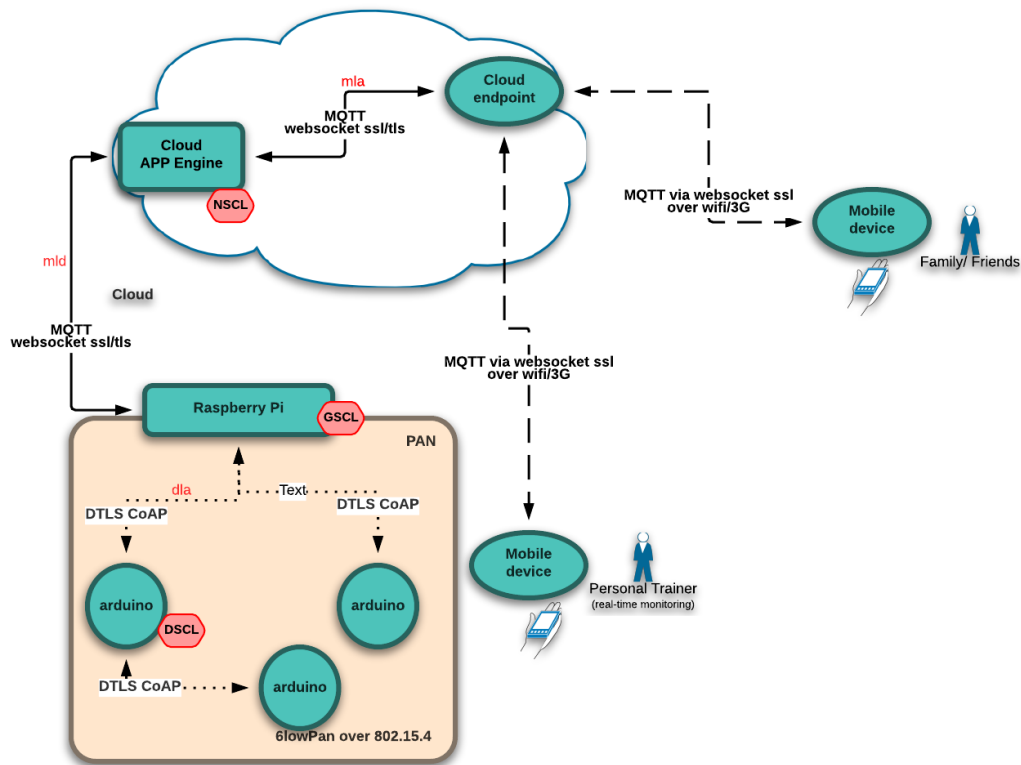 Cloud
endpoint
mla
MQTT
websocket ssl/tls
Cloud
APP Engine
NSCL
MQTT via websocket ssl
over wifi/3G
Mobile
device
Family/ Friends
mld
Cloud
MQTT
websocket ssl/tls
MQTT via websocket ssl
over wifi/3G
Raspberry Pi
GSCL
PAN
dla
Text
DTLS CoAP
DTLS CoAP
Mobile
device
Personal Trainer
(real-time monitoring)
arduino
arduino
DSCL
DTLS CoAP
arduino
6lowPan over 802.15.4